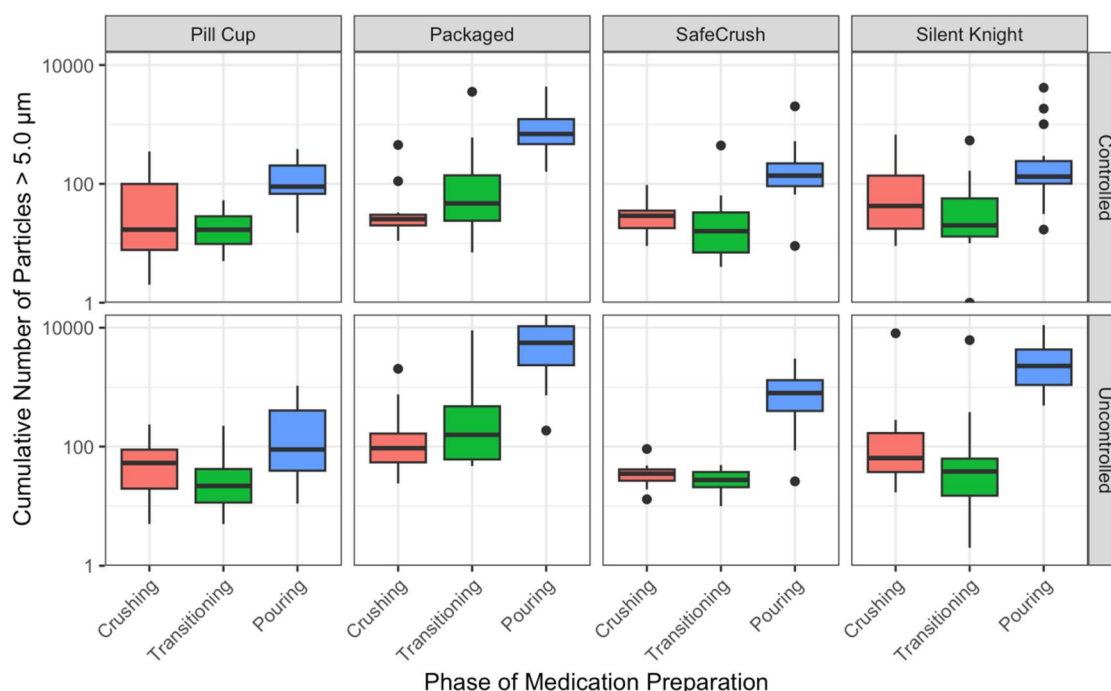 Pill Cup
Packaged
SafeCrush
Silent Knight
Cumulative Number of Particles > 5.0 µm
10000
100
1
Controlled
10000
100
1
Uncontrolled
Crushing
Transitioning
Pouring
Crushing
Transitioning
Pouring
Crushing
Transitioning
Pouring
Crushing
Transitioning
Pouring
Phase of Medication Preparation